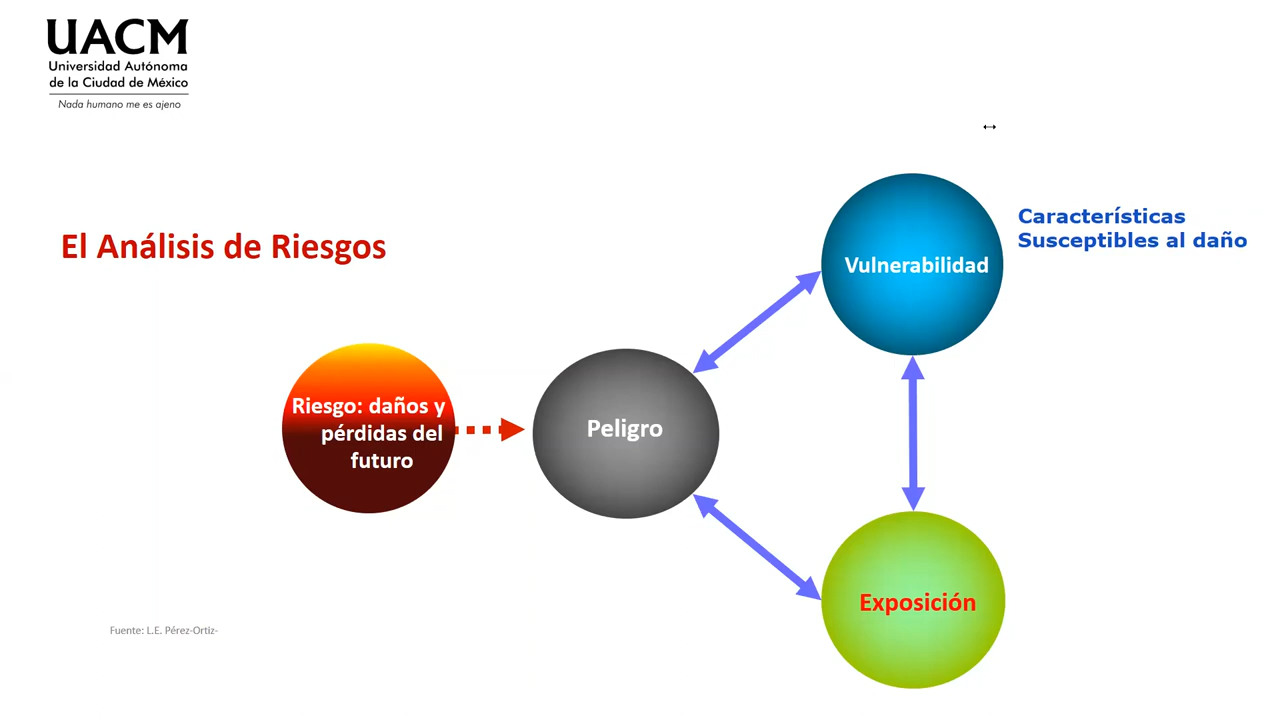 UACM
Universidad Autónoma
de la Ciudad de México
Nada humano me es ajeno
El Análisis de Riesgos
Características
Susceptibles al daño
Vulnerabilidad
Riesgo: daños y
pérdidas del
futuro
Peligro
Exposición
Fuente: L.E. Pérez-Ortiz-